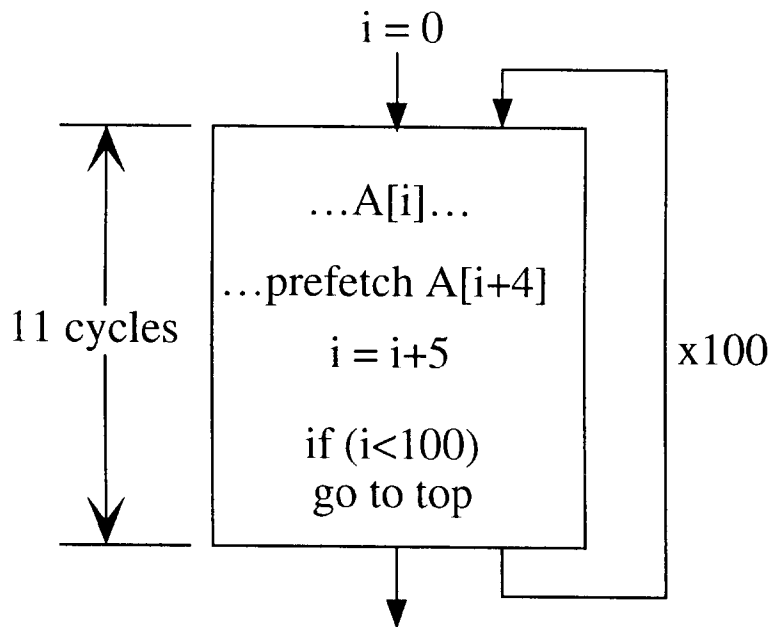 i = 0
…A[i]…
…prefetch A[i+4]
11 cycles
i = i+5
x100
if (i<100)
go to top